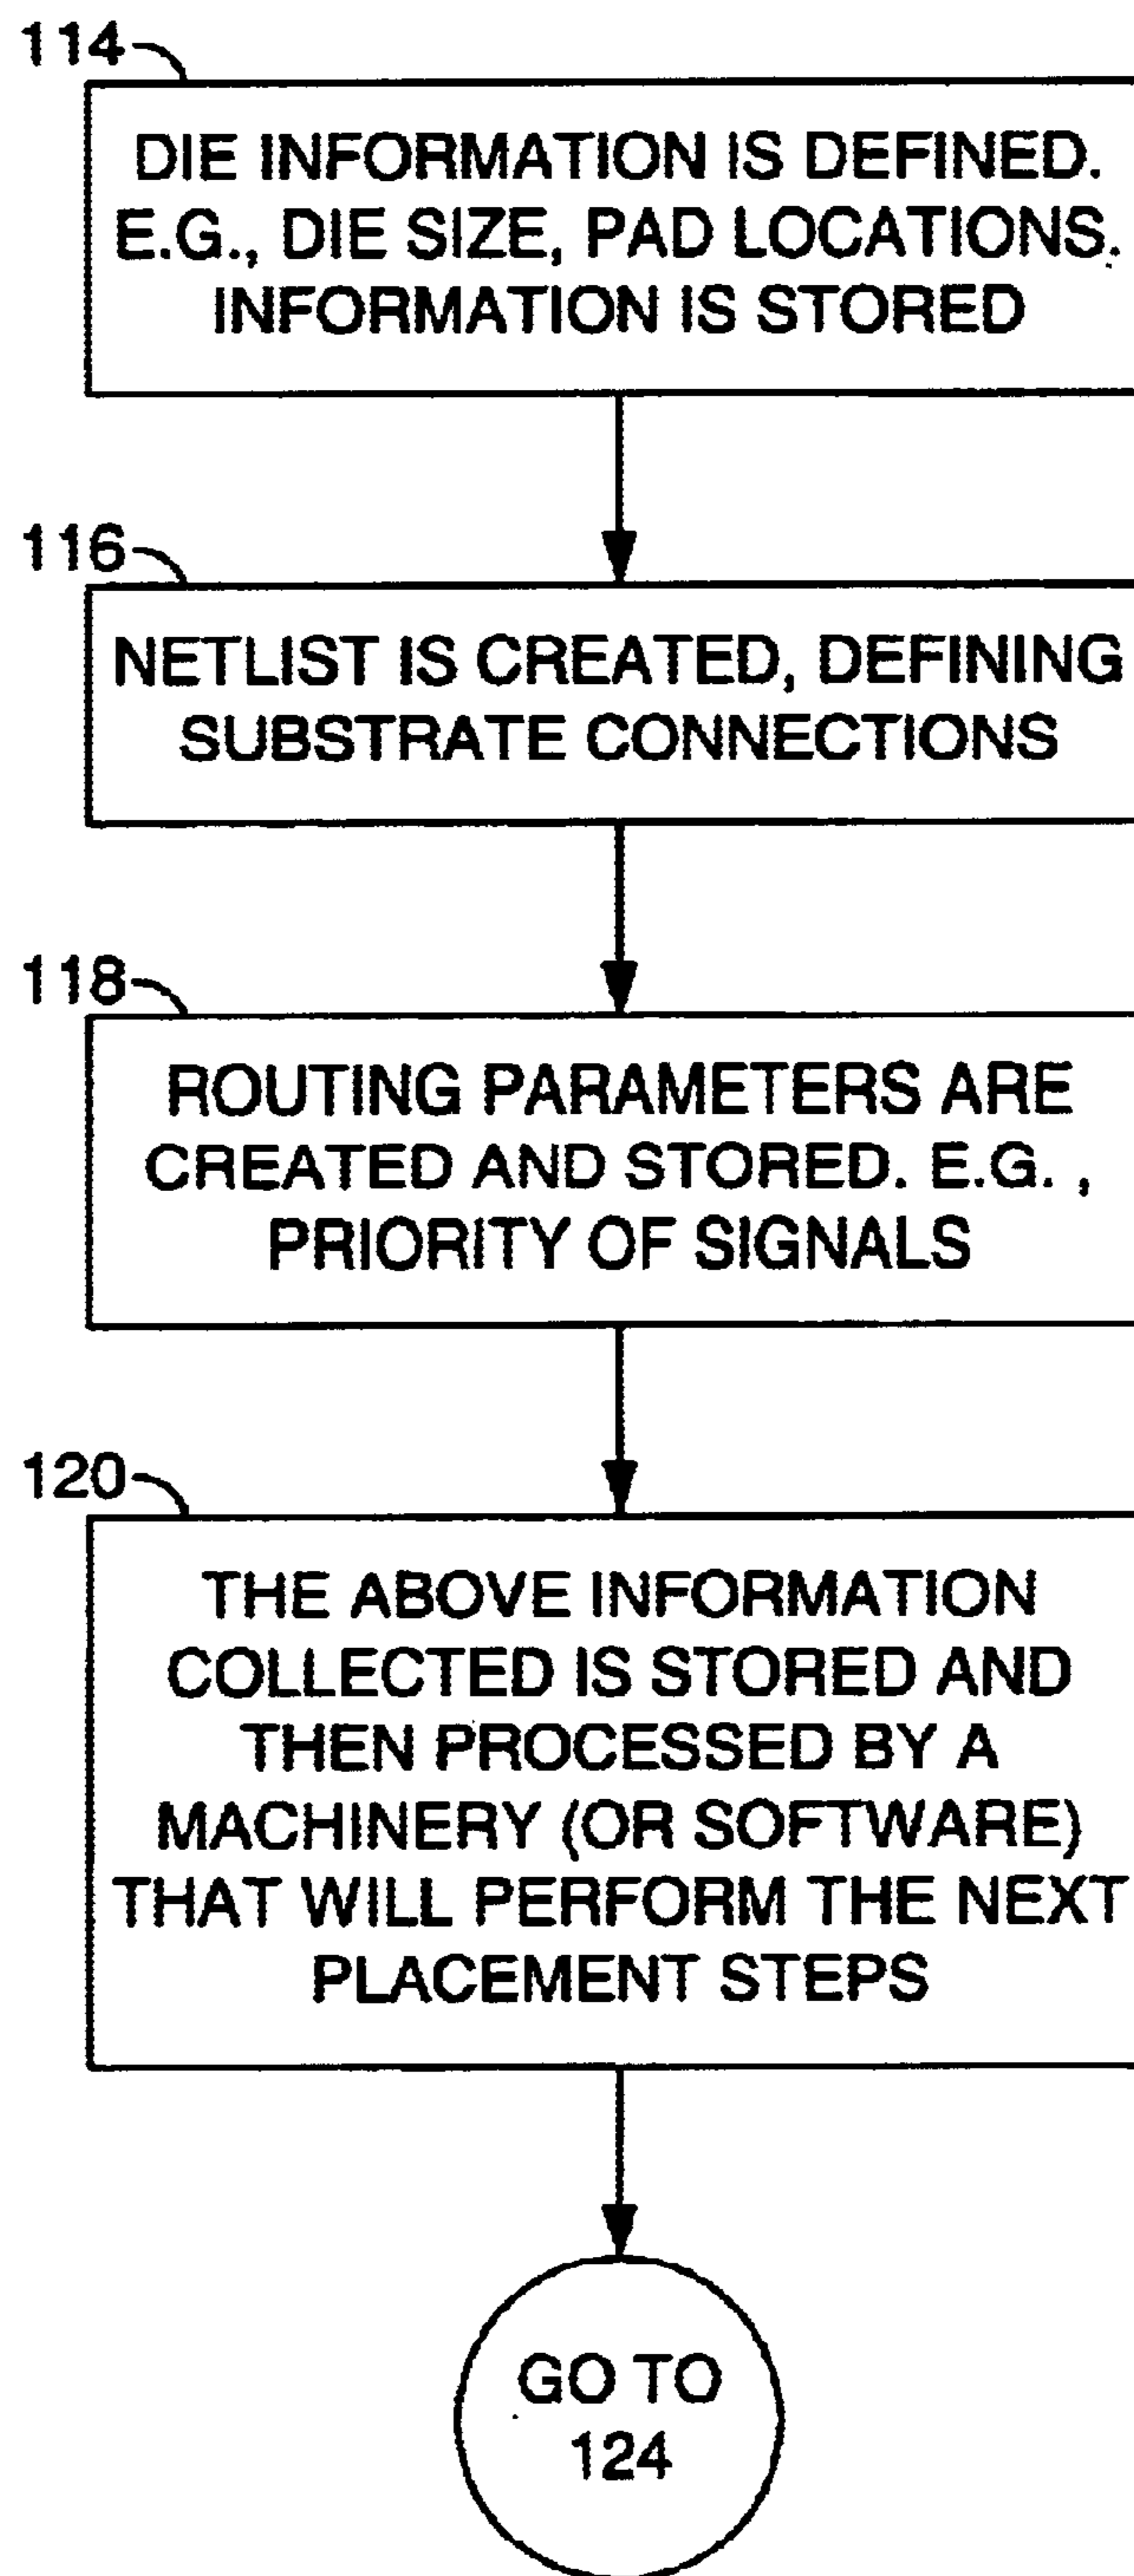 114
DIE INFORMATION IS DEFINED.
E.G., DIE SIZE, PAD LOCATIONS.
INFORMATION IS STORED
116
NETLIST IS CREATED, DEFINING
SUBSTRATE CONNECTIONS
118
ROUTING PARAMETERS ARE
CREATED AND STORED. E.G. ,
PRIORITY OF SIGNALS
120
THE ABOVE INFORMATION
COLLECTED IS STORED AND
THEN PROCESSED BY A
MACHINERY (OR SOFTWARE)
THAT WILL PERFORM THE NEXT
PLACEMENT STEPS
GO TO
124